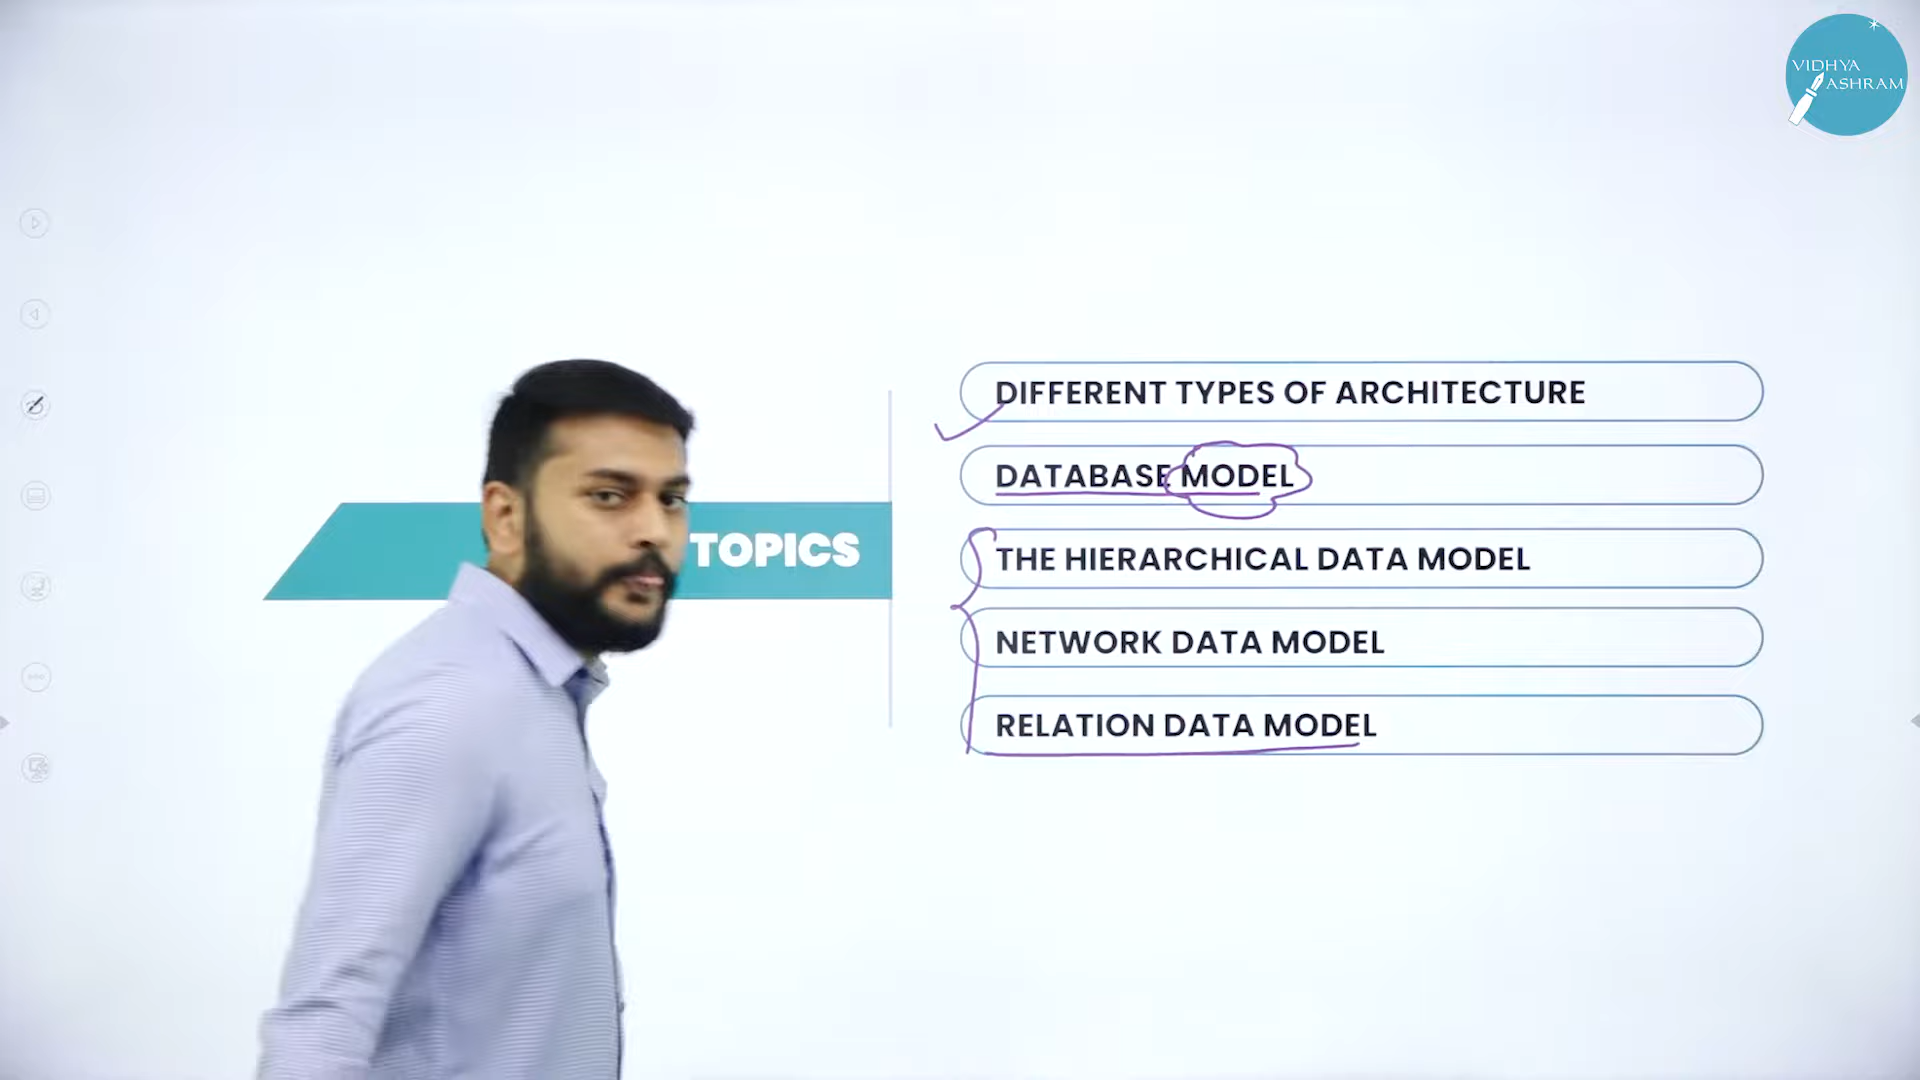 VIDHYA
ASHRAM
TOPICS
DIFFERENT TYPES OF ARCHITECTURE
DATABASE MODEL
THE HIERARCHICAL DATA MODEL
NETWORK DATA MODEL
RELATION DATA MODEL